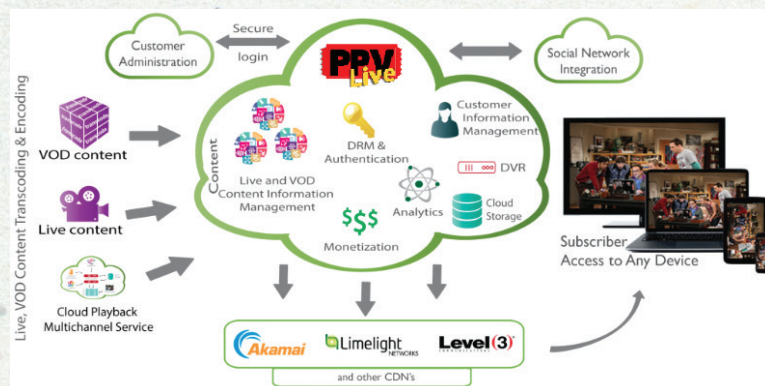 Customer
Administration
Secure
login
PPV
Live
Social Network
Integration
Live, VOD Content Transcoding & Encoding
VOD content
Live content
Cloud Playback
Multichannel Service
Content
Live and VOD
Content Information
Management
DRM &
Authentication
Customer
Information
Management
DVR
Analytics
Cloud
Storage
$$$
Monetization
Subscriber
Access to Any Device
Akamai
Limelight
NETWORKS
Level(3)
COMMUNICATIONS
and other CDN's